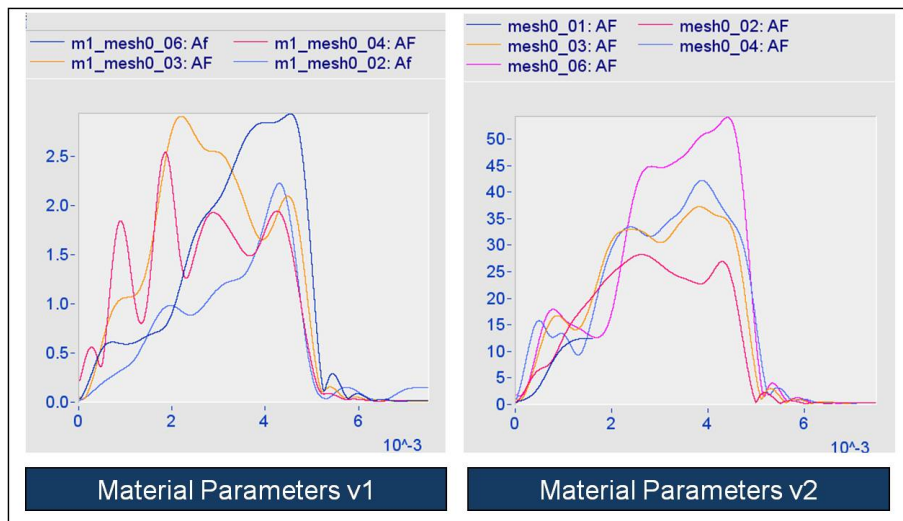 m1_mesh0_06: Af m1_mesh0_04: AF
m1_mesh0_03: AF m1_mesh0_02: Af
2.5-
2.0-
1.5-
1.0-
0.5-
0.0-
0 2 4 6
10^-3
Material Parameters v1
mesh0_01: AF mesh0_02: AF
mesh0_03: AF mesh0_04: AF
mesh0_06: AF
50-
45-
40-
35-
30-
25-
20-
15-
10-
5-
0-
0 2 4 6
10^-3
Material Parameters v2